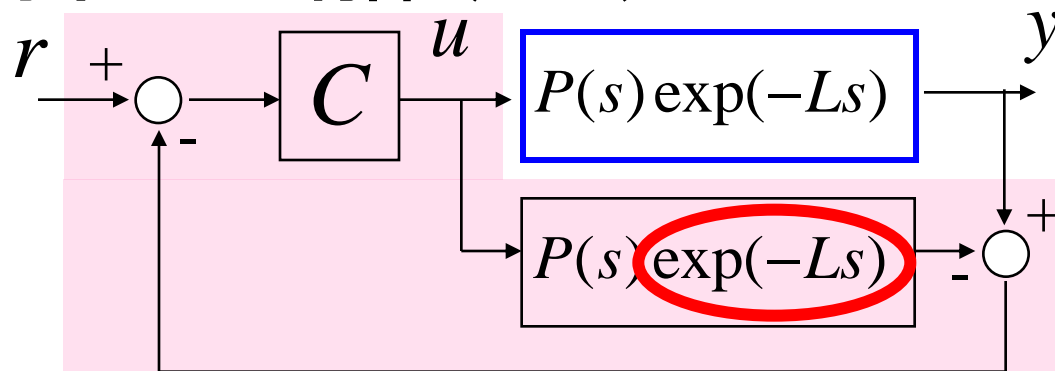 r + - C u P(s) exp(-Ls) y
P(s) exp(-Ls) - +